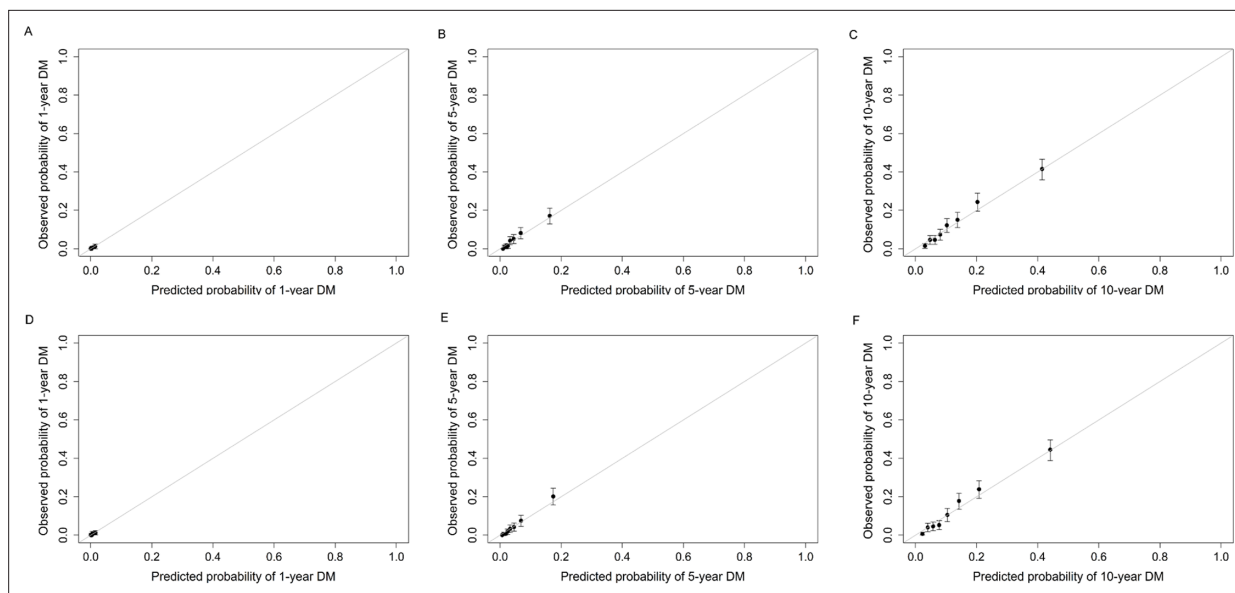 A
Observed probability of 1-year DM
0.0 0.2 0.4 0.6 0.8 1.0
0.0 0.2 0.4 0.6 0.8 1.0
Predicted probability of 1-year DM
B
Observed probability of 5-year DM
0.0 0.2 0.4 0.6 0.8 1.0
0.0 0.2 0.4 0.6 0.8 1.0
Predicted probability of 5-year DM
C
Observed probability of 10-year DM
0.0 0.2 0.4 0.6 0.8 1.0
0.0 0.2 0.4 0.6 0.8 1.0
Predicted probability of 10-year DM
D
Observed probability of 1-year DM
0.0 0.2 0.4 0.6 0.8 1.0
0.0 0.2 0.4 0.6 0.8 1.0
Predicted probability of 1-year DM
E
Observed probability of 5-year DM
0.0 0.2 0.4 0.6 0.8 1.0
0.0 0.2 0.4 0.6 0.8 1.0
Predicted probability of 5-year DM
F
Observed probability of 10-year DM
0.0 0.2 0.4 0.6 0.8 1.0
0.0 0.2 0.4 0.6 0.8 1.0
Predicted probability of 10-year DM